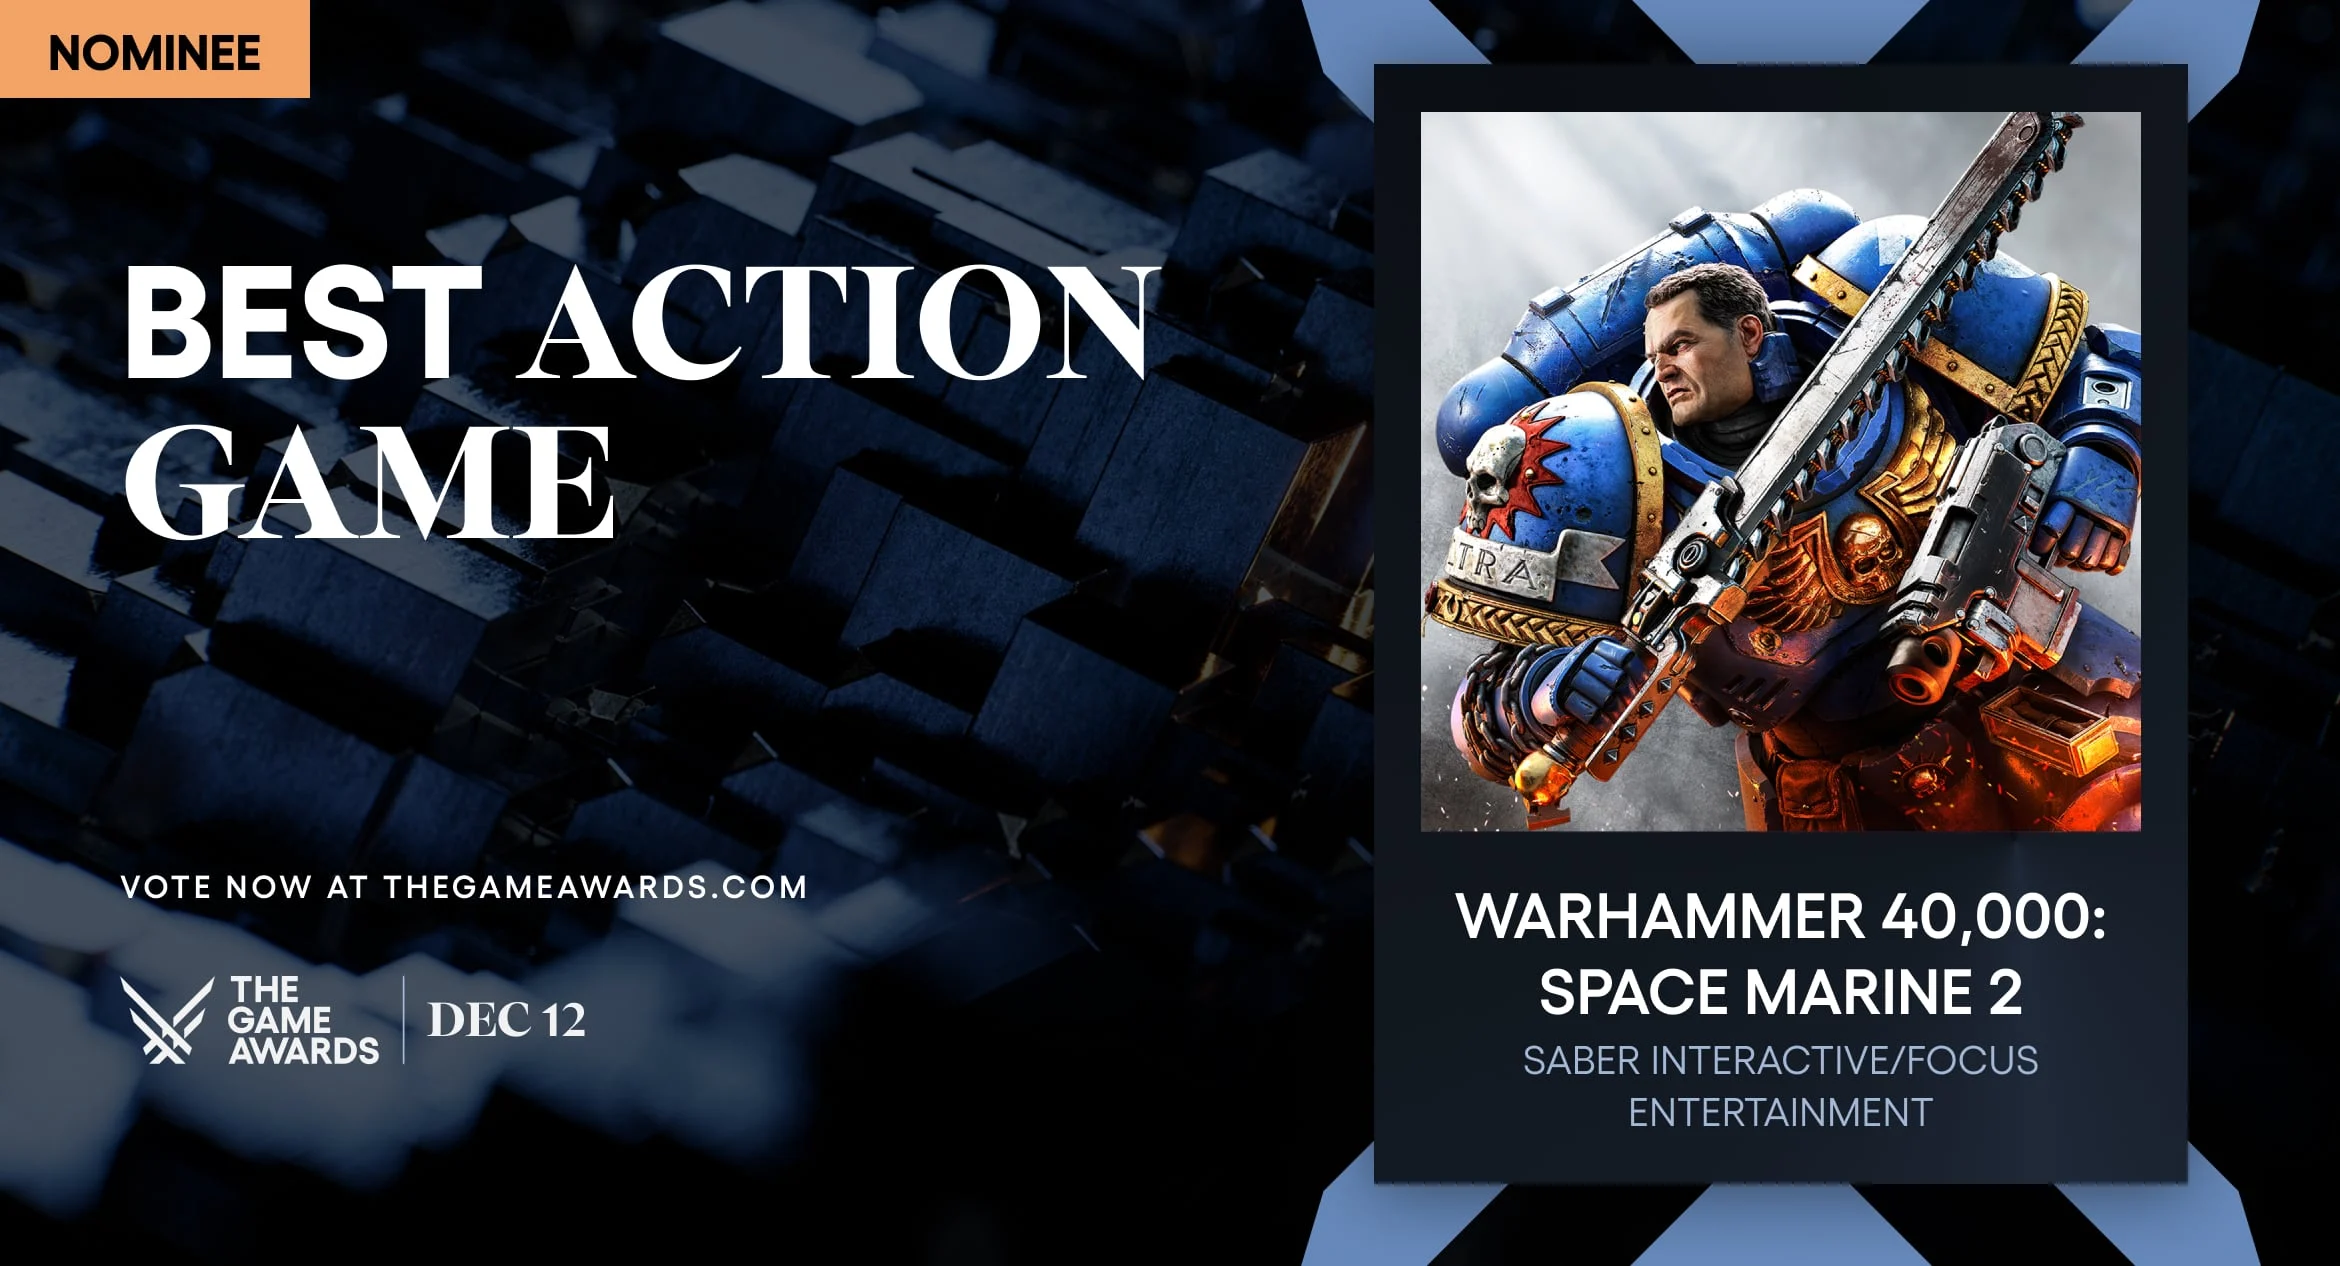 NOMINEE
BEST ACTION
GAME
VOTE NOW AT THEGAMEAWARDS.COM
THE
GAME
AWARDS
DEC 12
LTRA
WARHAMMER 40,000:
SPACE MARINE 2
SABER INTERACTIVE/FOCUS
ENTERTAINMENT